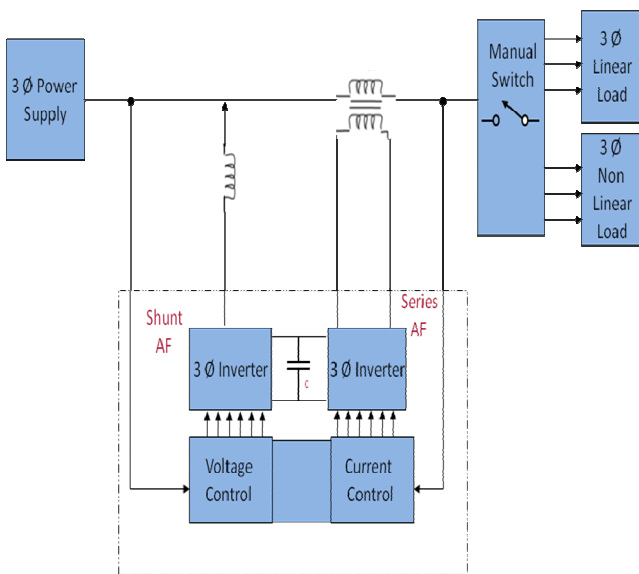 3 Ø Power
Supply
Manual
Switch
3 Ø
Linear
Load
3 Ø
Non
Linear
Load
Shunt
AF
Series
AF
3 Ø Inverter
C
3 Ø Inverter
Voltage
Control
Current
Control